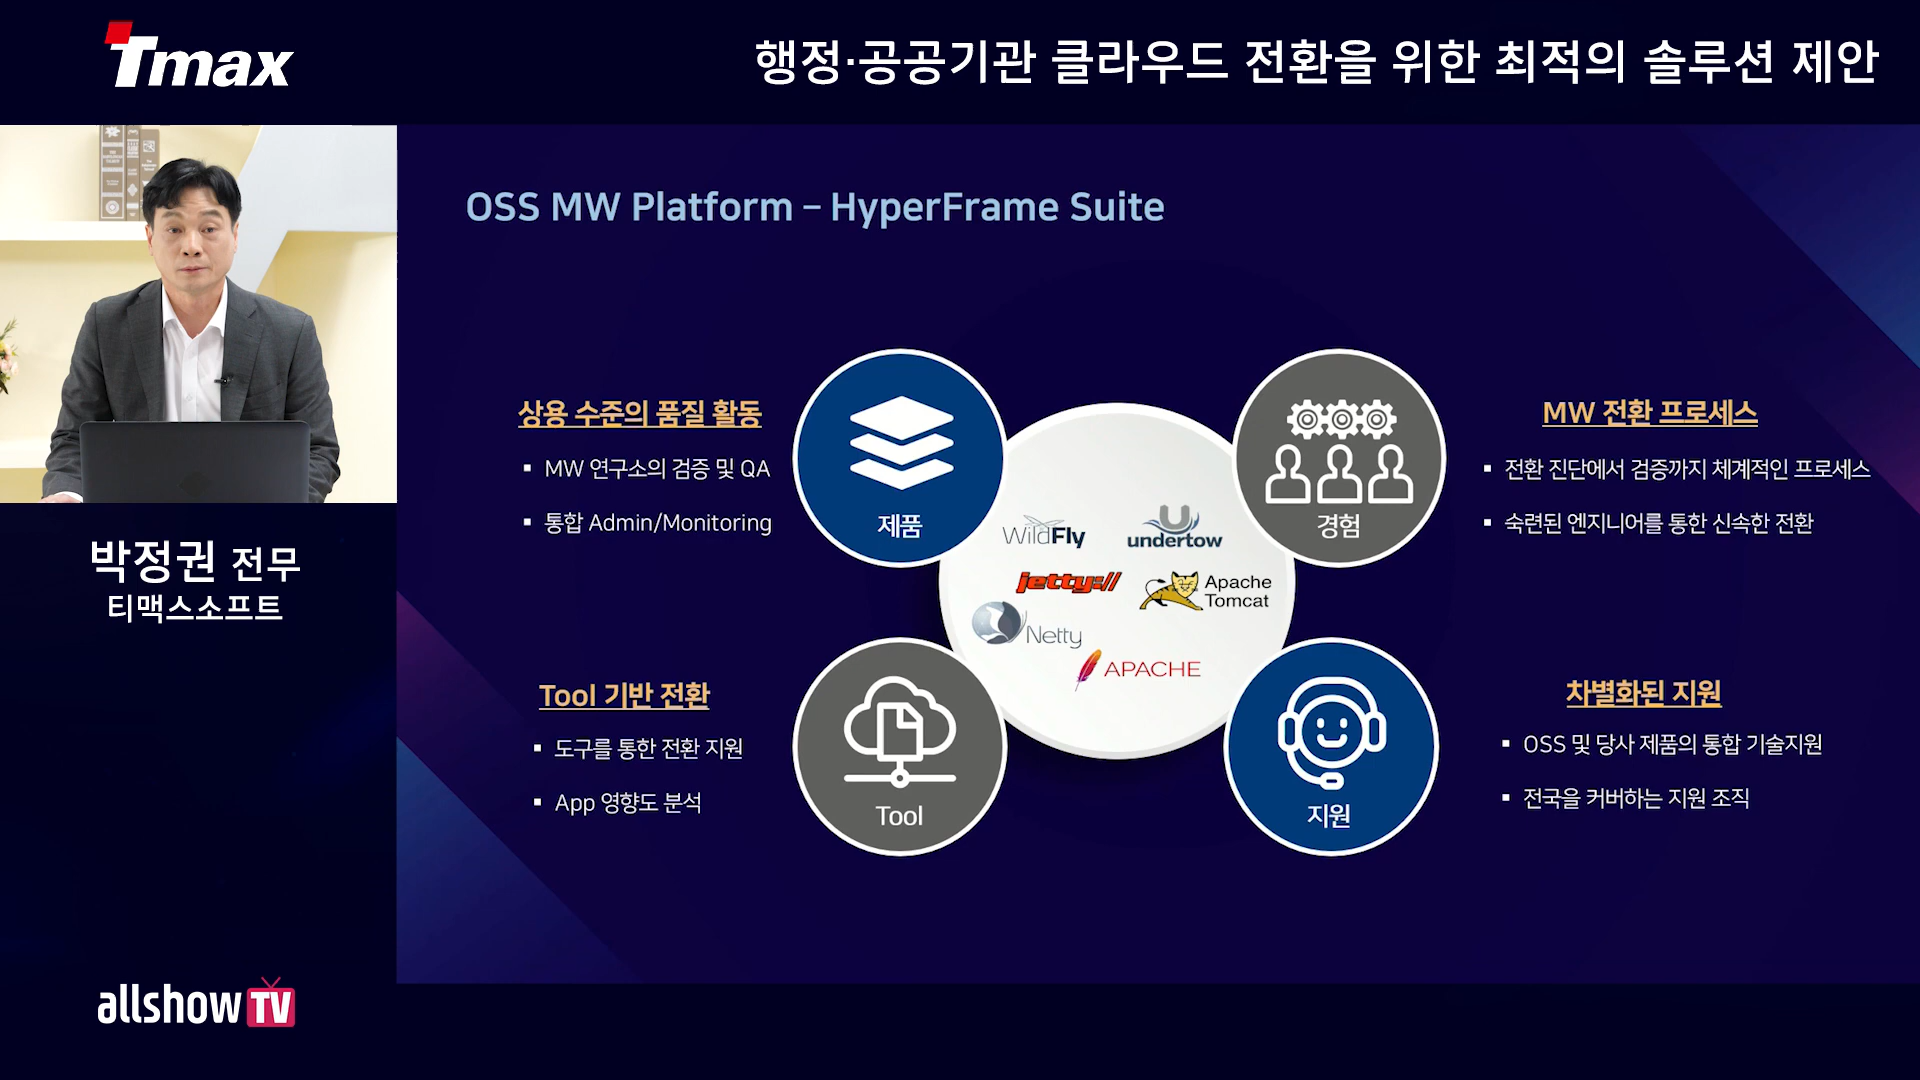 Tmax
행정·공공기관 클라우드 전환을 위한 최적의 솔루션 제안
박정권 전무
티맥스소프트
allshow TV
OSS MW Platform – HyperFrame Suite
상용 수준의 품질 활동
▪ MW 연구소의 검증 및 QA
▪ 통합 Admin/Monitoring
제품
MW 전환 프로세스
▪ 전환 진단에서 검증까지 체계적인 프로세스
▪ 숙련된 엔지니어를 통한 신속한 전환
경험
WildFly
undertow
jetty://
Apache
Tomcat
Netty
APACHE
Tool 기반 전환
▪ 도구를 통한 전환 지원
▪ App 영향도 분석
Tool
차별화된 지원
▪ OSS 및 당사 제품의 통합 기술지원
▪ 전국을 커버하는 지원 조직
지원